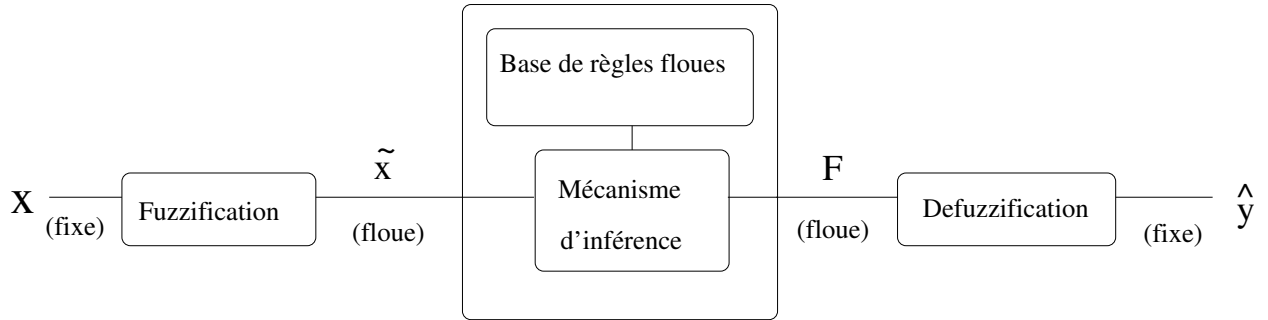 Base de règles floues
x̃
F
X
Fuzzification
Mécanisme
d'inférence
Defuzzification
ŷ
(fixe)
(floue)
(floue)
(fixe)